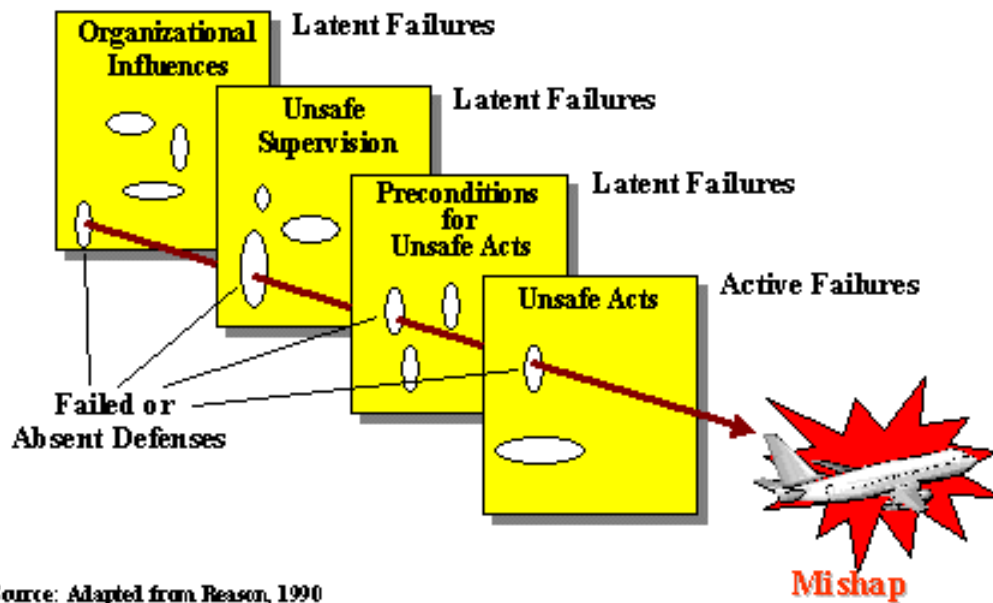 Organizational
Influences
Latent Failures
Unsafe
Supervision
Latent Failures
Preconditions
for
Unsafe Acts
Latent Failures
Unsafe Acts
Active Failures
Failed or
Absent Defenses
Mishap
Source: Adapted from Reason, 1990